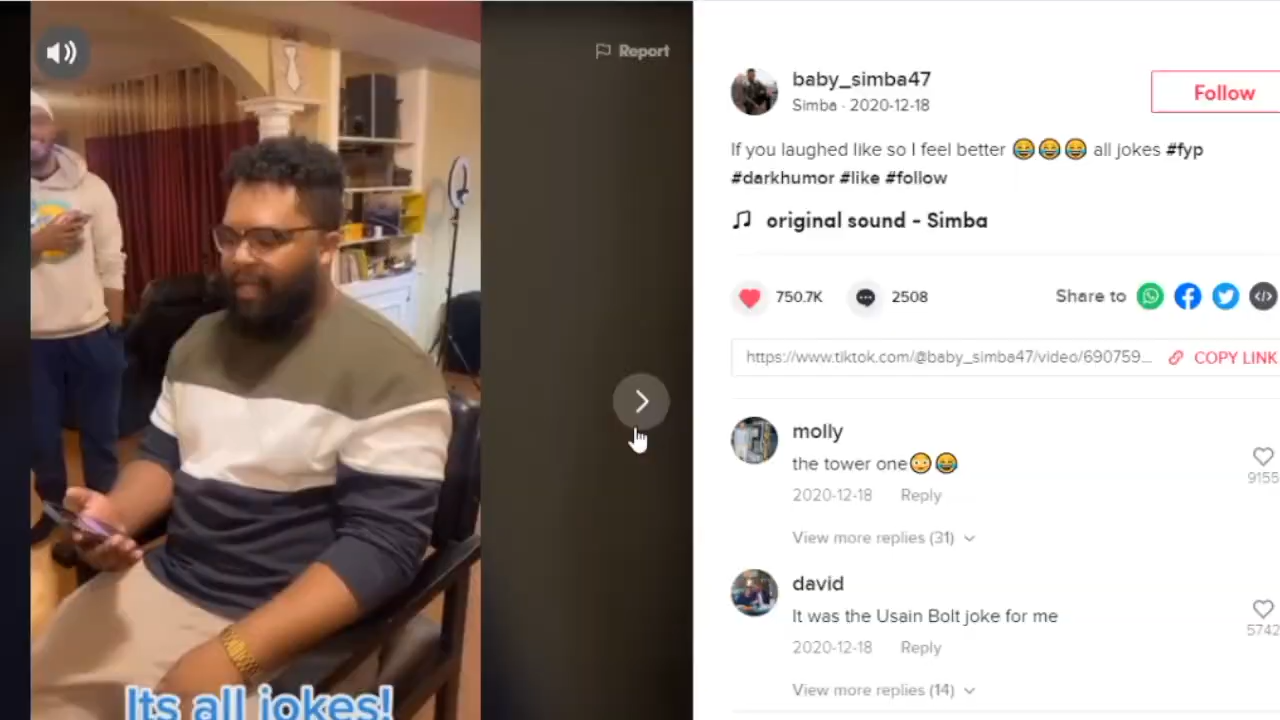 Report
Its all jokes!
baby_simba47
Simba · 2020-12-18
Follow
If you laughed like so I feel better 😂😂😂 all jokes #fyp
#darkhumor #like #follow
original sound - Simba
750.7K
2508
Share to
https://www.tiktok.com/@baby_simba47/video/690759...
COPY LINK
molly
the tower one😳😂
2020-12-18 Reply
9155
View more replies (31)
david
It was the Usain Bolt joke for me
2020-12-18 Reply
5742
View more replies (14)